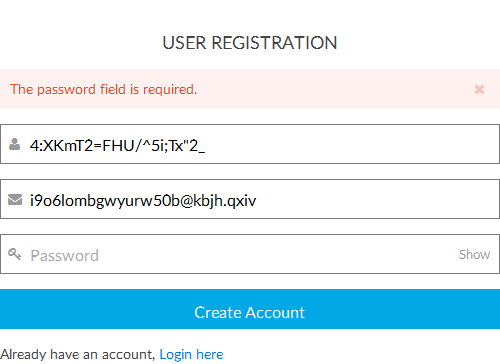 USER REGISTRATION
The password field is required.
4:XKmT2=FHU/^5i;Tx"2_
i9o6lombgwyurw50b@kbjh.qxiv
Password Show
Create Account
Already have an account, Login here